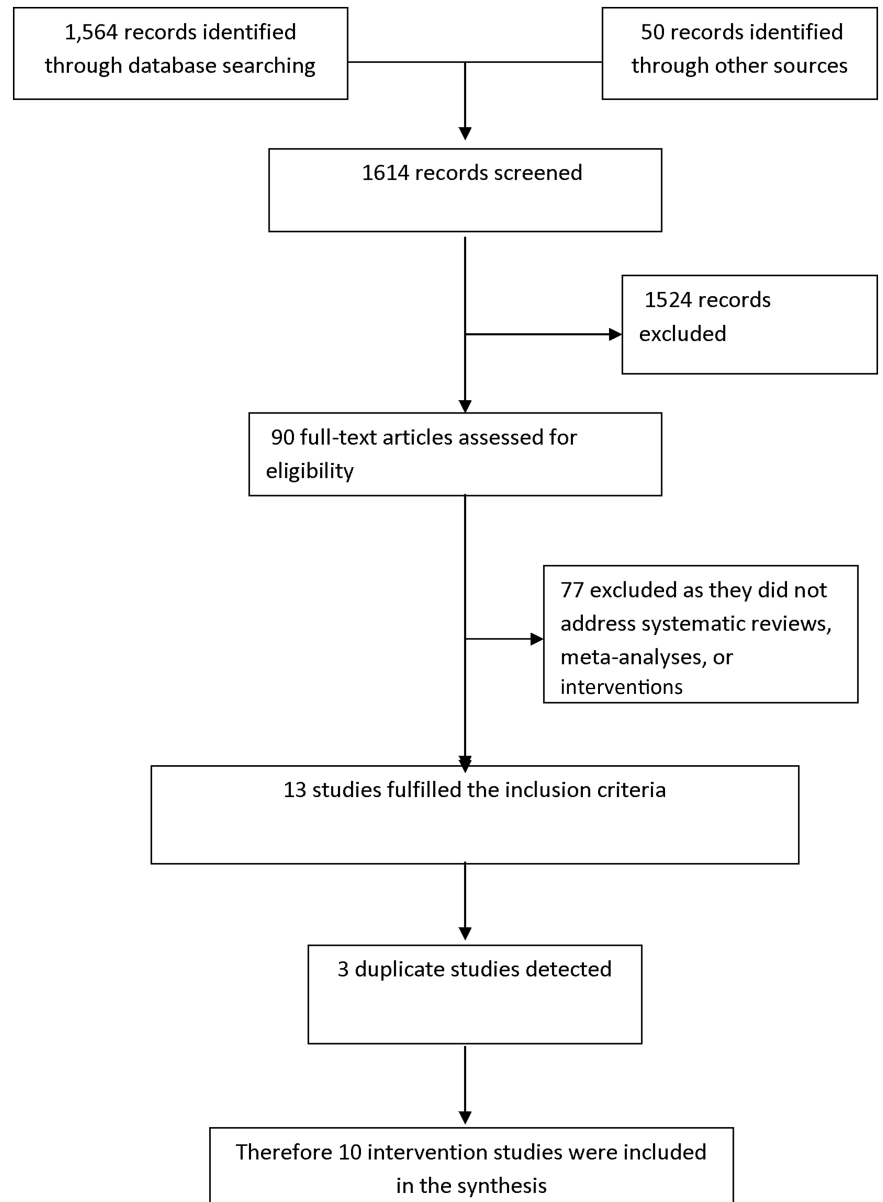 1,564 records identified
through database searching
50 records identified
through other sources
1614 records screened
1524 records
excluded
90 full-text articles assessed for
eligibility
77 excluded as they did not
address systematic reviews,
meta-analyses, or
interventions
13 studies fulfilled the inclusion criteria
3 duplicate studies detected
Therefore 10 intervention studies were included
in the synthesis